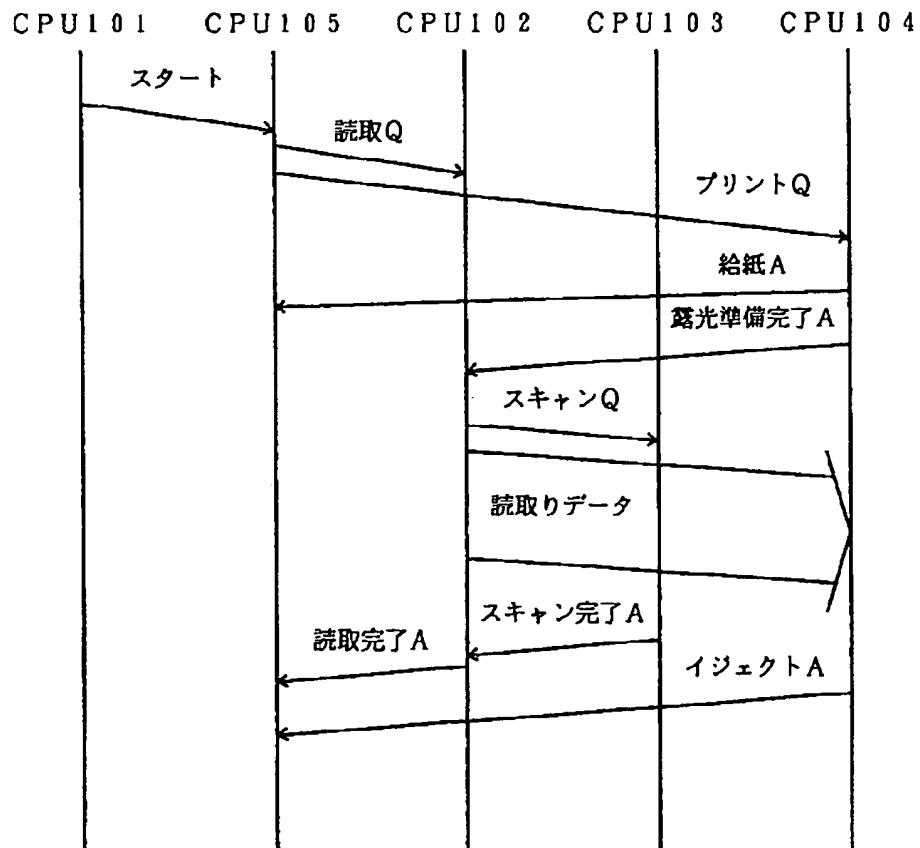 CPU101 CPU105 CPU102 CPU103 CPU104
スタート
読取Q
プリントQ
給紙A
露光準備完了A
スキャンQ
読取りデータ
スキャン完了A
読取完了A
イジェクトA